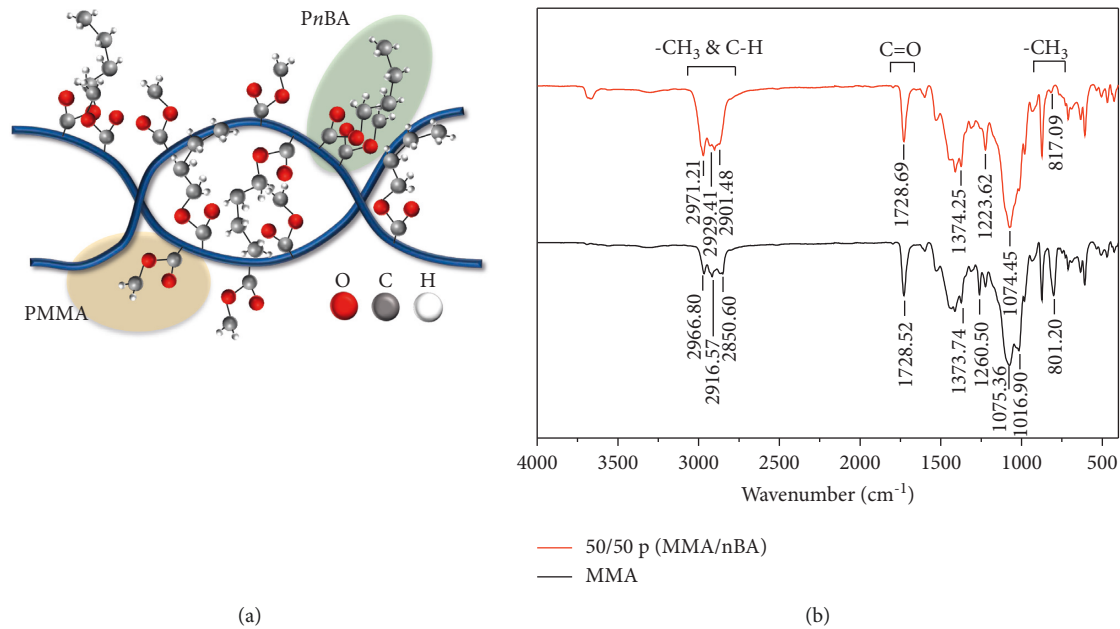 PnBA
PMMA
O C H
(a)
-CH₃ & C-H
C=O
-CH₃
2971.21
2929.41
2901.48
1728.69
1374.25
1223.62
1074.45
817.09
2966.80
2916.57
2850.60
1728.52
1373.74
1260.50
1075.36
1016.90
801.20
4000 3500 3000 2500 2000 1500 1000 500
Wavenumber (cm⁻¹)
50/50 p (MMA/nBA)
MMA
(b)